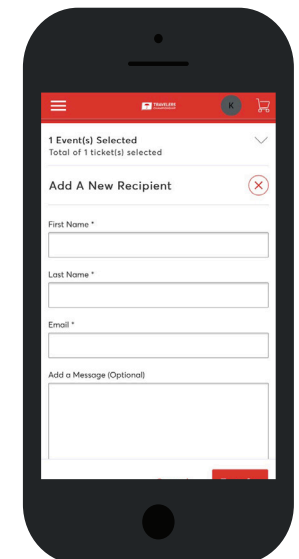 TRAVELERS
K
1 Event(s) Selected
Total of 1 ticket(s) selected
Add A New Recipient
First Name *
Last Name *
Email *
Add a Message (Optional)